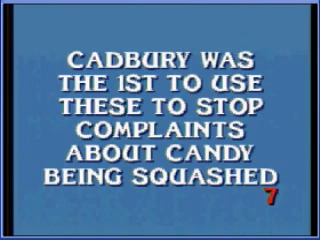 CADBURY WAS
THE 1ST TO USE
THESE TO STOP
COMPLAINTS
ABOUT CANDY
BEING SQUASHED
7